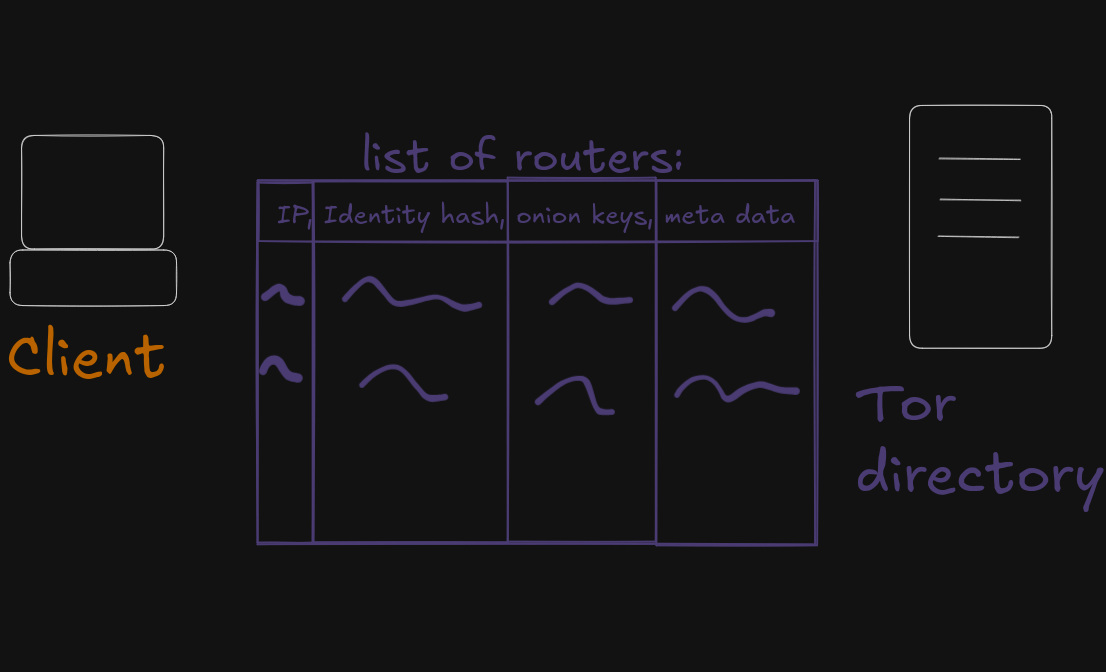 list of routers:
IP, Identity hash, onion keys, meta data
Client
Tor
directory